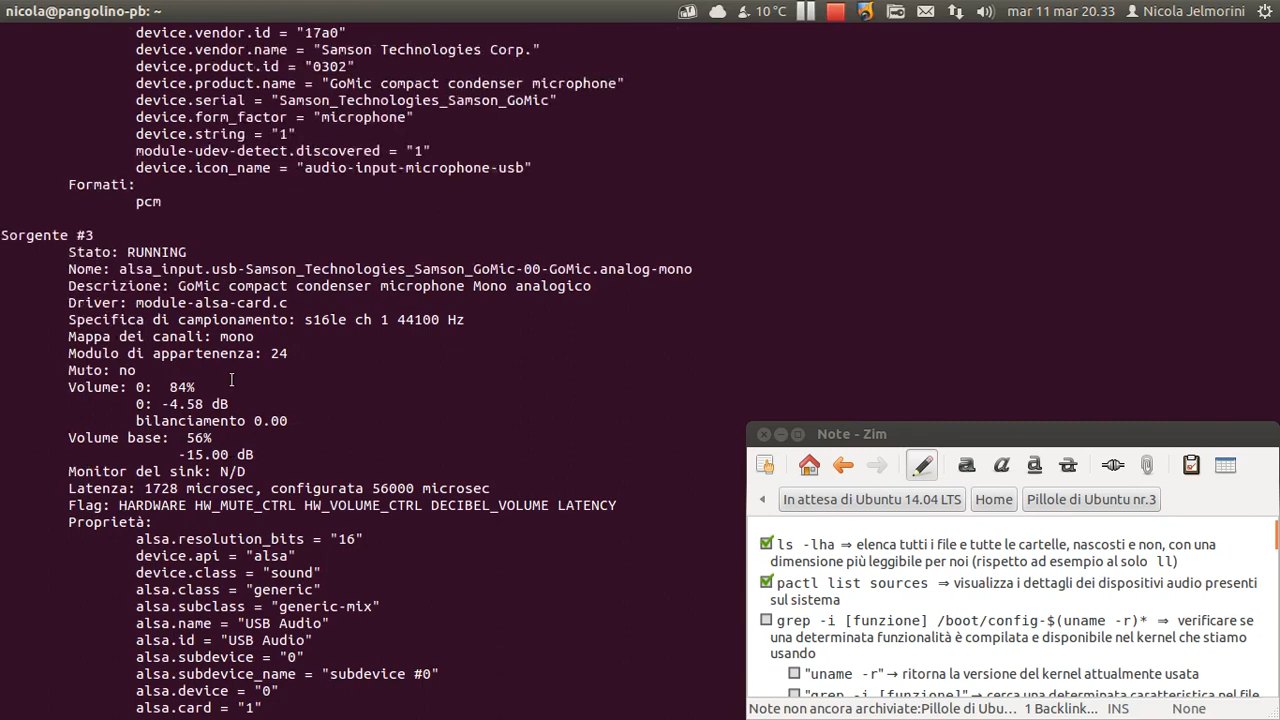 nicola@pangolino-pb: ~
10 °C
mar 11 mar 20.33
Nicola Jelmorini
device.vendor.id = "17a0"
device.vendor.name = "Samson Technologies Corp."
device.product.id = "0302"
device.product.name = "GoMic compact condenser microphone"
device.serial = "Samson_Technologies_Samson_GoMic"
device.form_factor = "microphone"
device.string = "1"
module-udev-detect.discovered = "1"
device.icon_name = "audio-input-microphone-usb"
Formati:
pcm
Sorgente #3
Stato: RUNNING
Nome: alsa_input.usb-Samson_Technologies_Samson_GoMic-00-GoMic.analog-mono
Descrizione: GoMic compact condenser microphone Mono analogico
Driver: module-alsa-card.c
Specifica di campionamento: s16le ch 1 44100 Hz
Mappa dei canali: mono
Modulo di appartenenza: 24
Muto: no
Volume: 0:  84%
0: -4.58 dB
bilanciamento 0.00
Volume base:  56%
-15.00 dB
Monitor del sink: N/D
Latenza: 1728 microsec, configurata 56000 microsec
Flag: HARDWARE HW_MUTE_CTRL HW_VOLUME_CTRL DECIBEL_VOLUME LATENCY
Proprietà:
alsa.resolution_bits = "16"
device.api = "alsa"
device.class = "sound"
alsa.class = "generic"
alsa.subclass = "generic-mix"
alsa.name = "USB Audio"
alsa.id = "USB Audio"
alsa.subdevice = "0"
alsa.subdevice_name = "subdevice #0"
alsa.device = "0"
alsa.card = "1"
Note - Zim
In attesa di Ubuntu 14.04 LTS
Home
Pillole di Ubuntu nr.3
ls -lha ⇒ elenca tutti i file e tutte le cartelle, nascosti e non, con una
dimensione più leggibile per noi (rispetto ad esempio al solo ll)
pactl list sources ⇒ visualizza i dettagli dei dispositivi audio presenti
sul sistema
grep -i [funzione] /boot/config-$(uname -r)* ⇒ verificare se
una determinata funzionalità è compilata e disponibile nel kernel che stiamo
usando
"uname -r" → ritorna la versione del kernel attualmente usata
"grep -i [funzione]" → cerca una determinata caratteristica nel file
Note non ancora archiviate:Pillole di Ubu...
1 Backlink...
INS
None